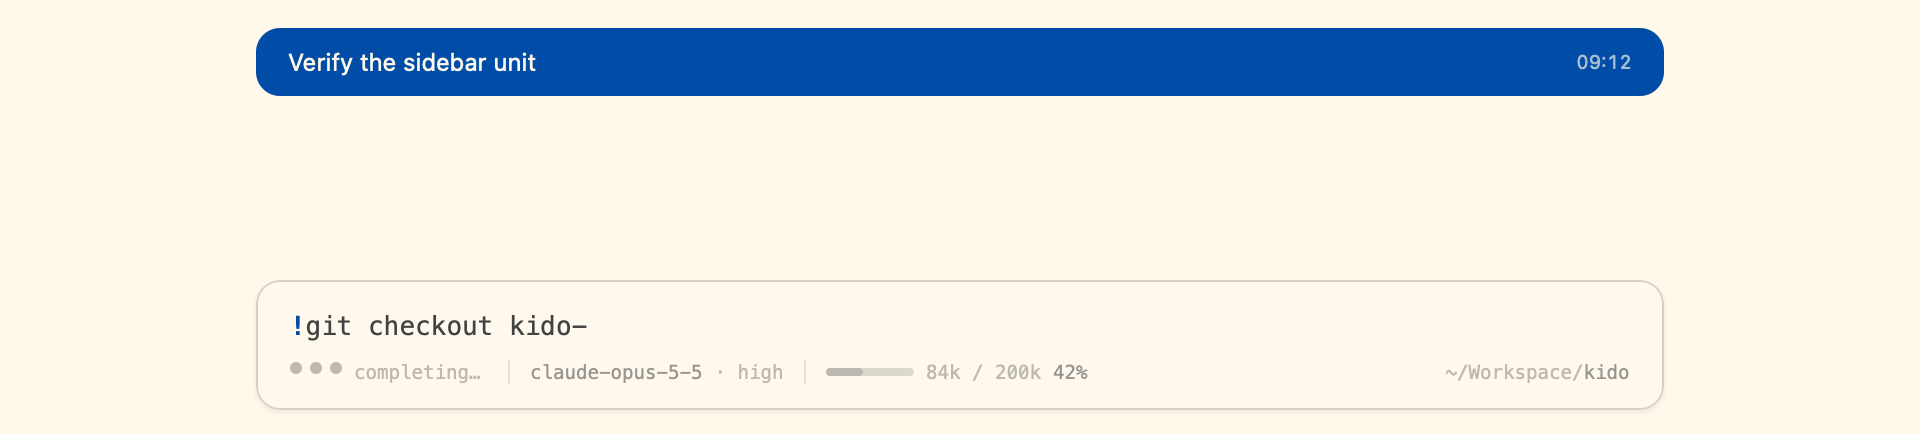 Verify the sidebar unit 09:12
!git checkout kido-
completing… claude-opus-5-5 · high 84k / 200k 42% ~/Workspace/kido